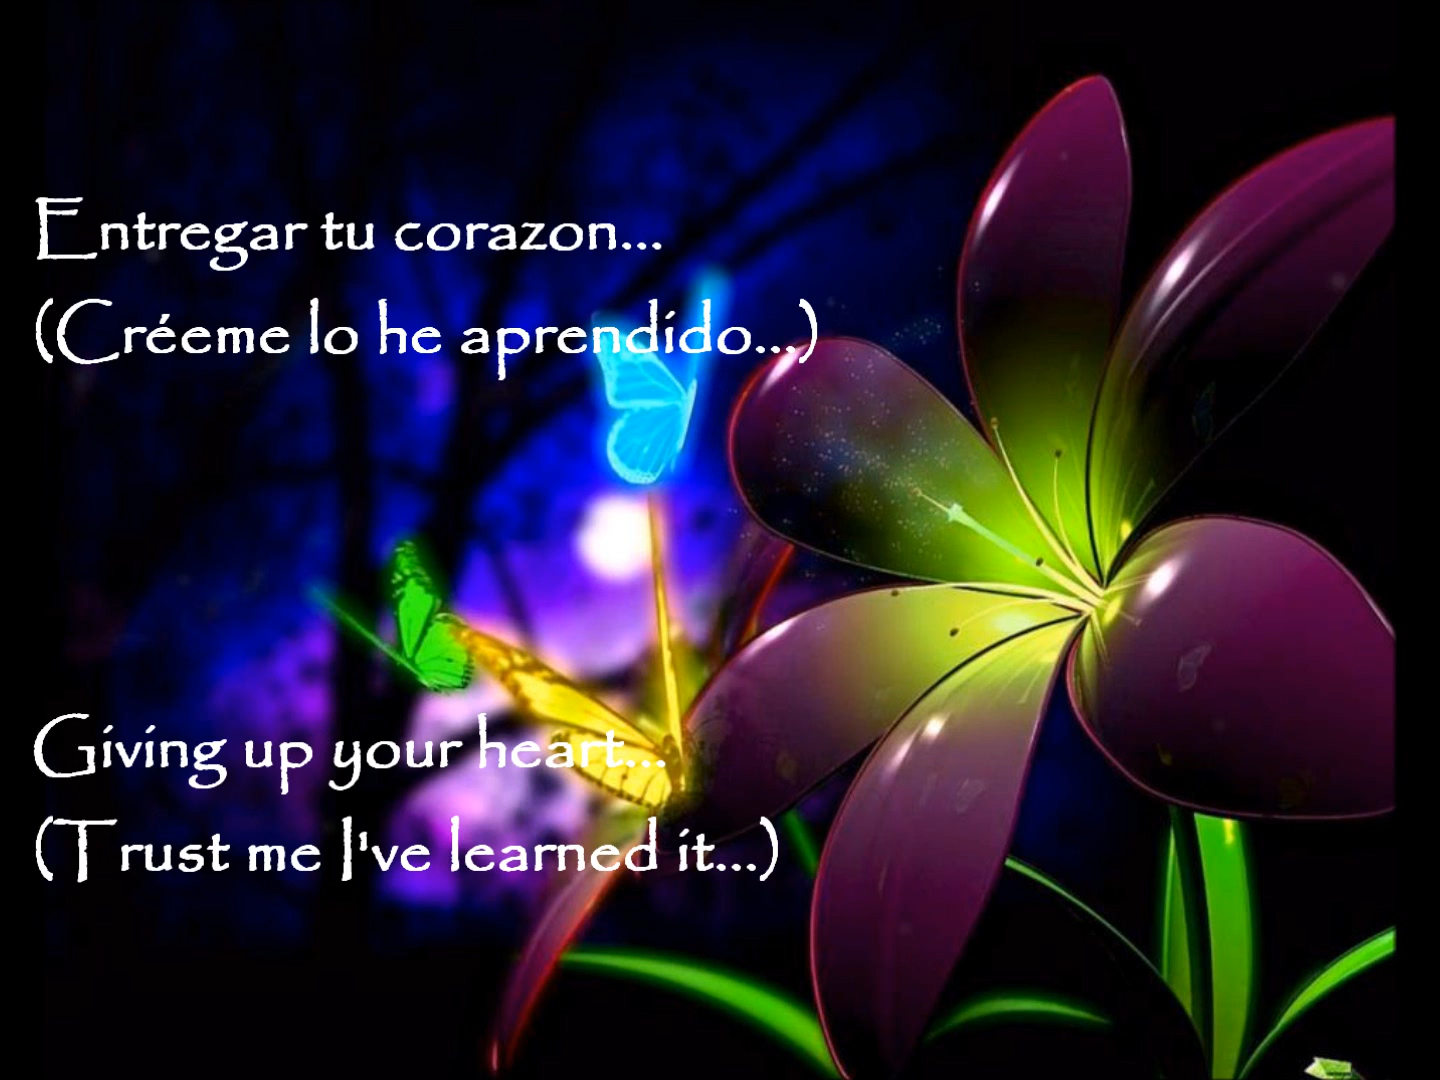 Entregar tu corazon...
(Créeme lo he aprendido...)
Giving up your heart...
(Trust me I've learned it...)